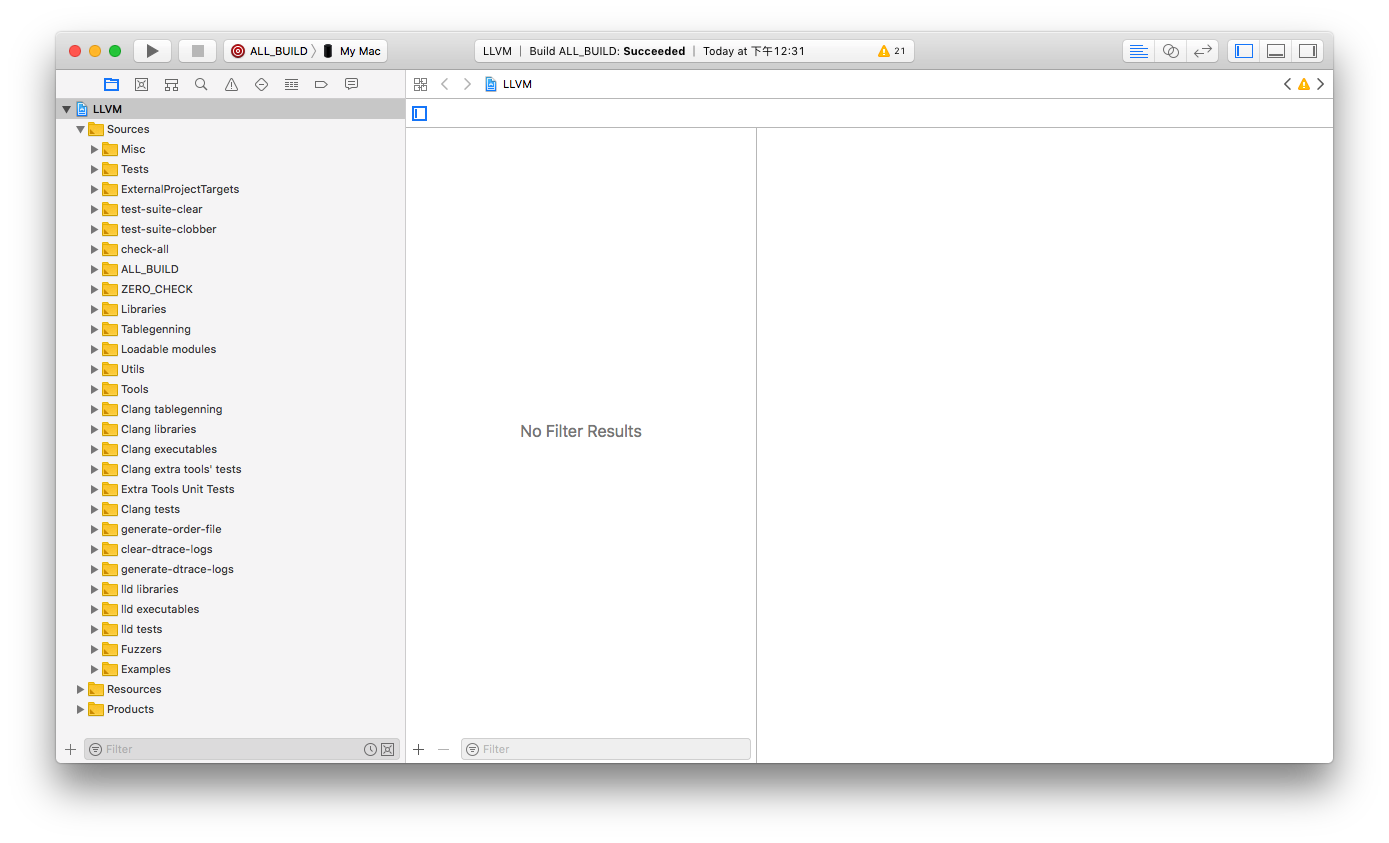 ALL_BUILD My Mac
LLVM | Build ALL_BUILD: Succeeded | Today at 下午12:31
21
LLVM
LLVM
Sources
Misc
Tests
ExternalProjectTargets
test-suite-clear
test-suite-clobber
check-all
ALL_BUILD
ZERO_CHECK
Libraries
Tablegenning
Loadable modules
Utils
Tools
Clang tablegenning
Clang libraries
Clang executables
Clang extra tools' tests
Extra Tools Unit Tests
Clang tests
generate-order-file
clear-dtrace-logs
generate-dtrace-logs
lld libraries
lld executables
lld tests
Fuzzers
Examples
Resources
Products
Filter
No Filter Results
Filter